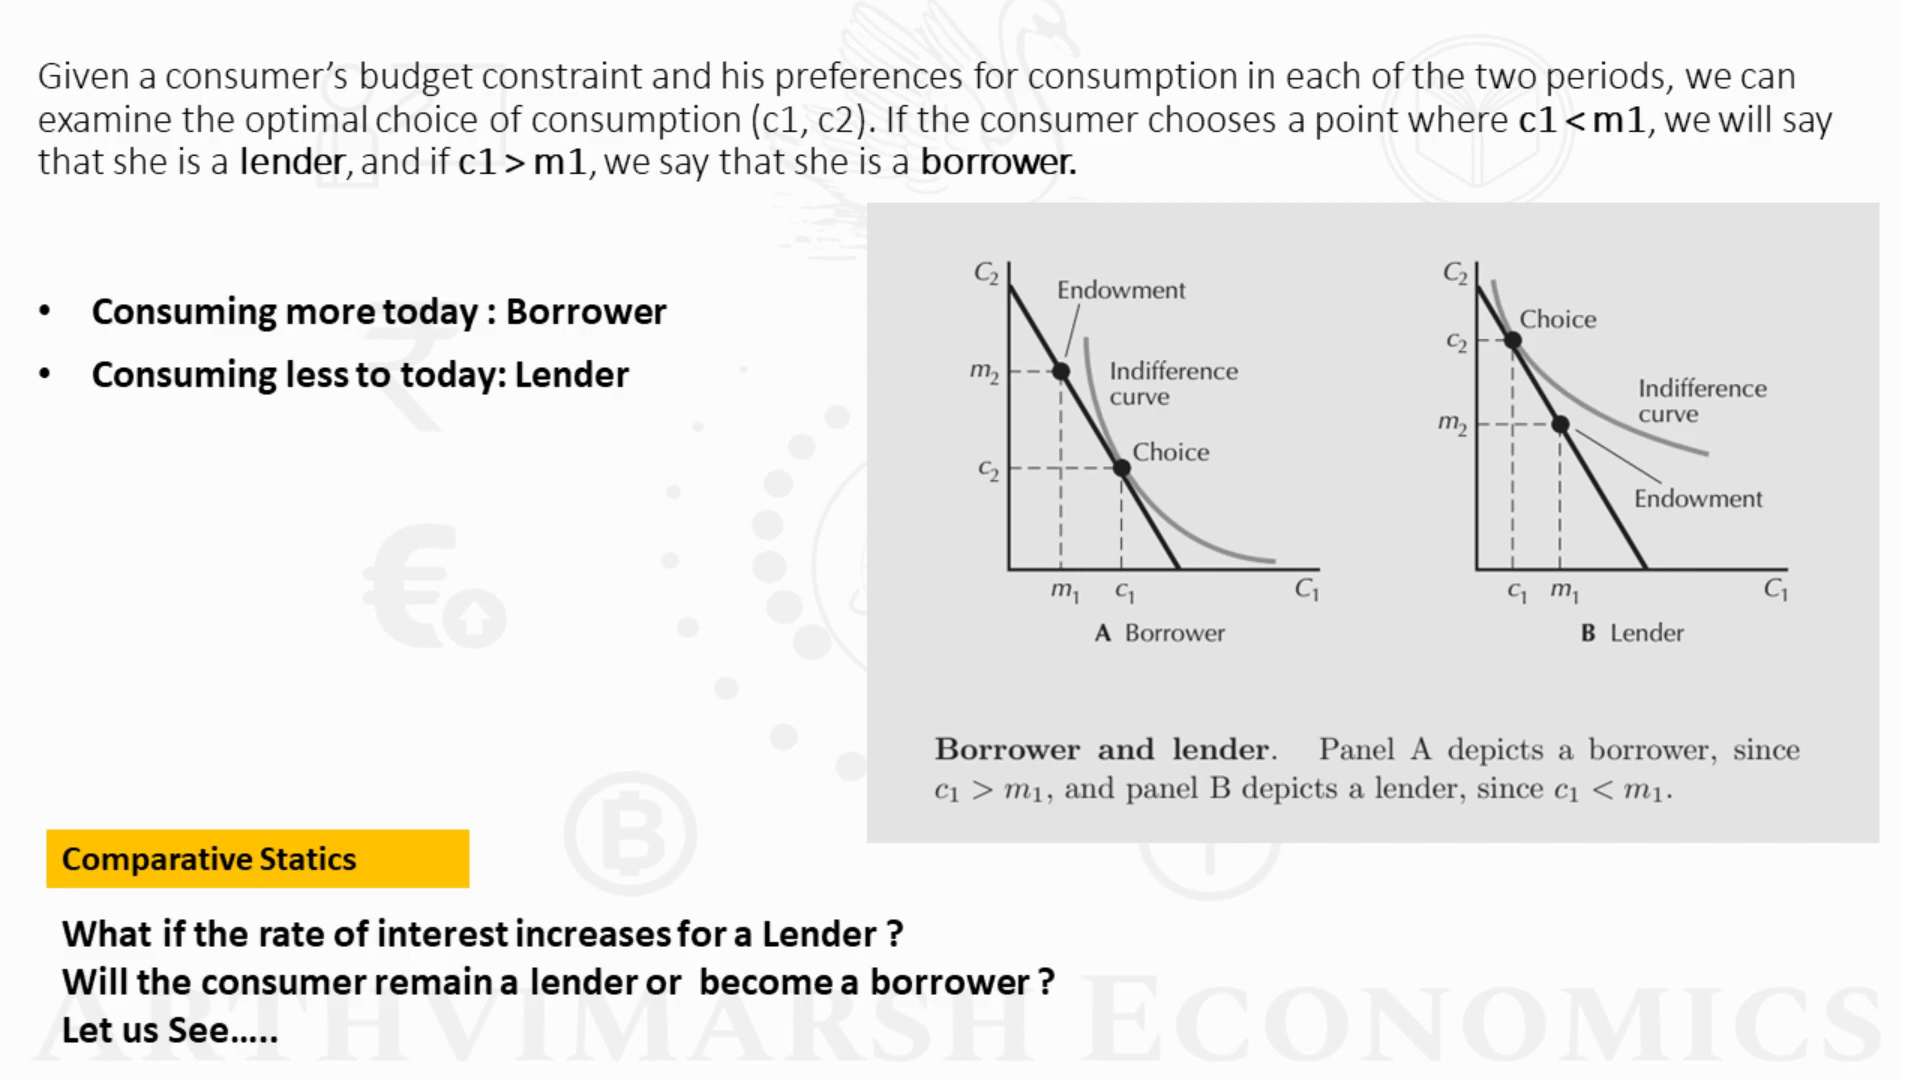 Given a consumer’s budget constraint and his preferences for consumption in each of the two periods, we can
examine the optimal choice of consumption (c1, c2). If the consumer chooses a point where c1<m1, we will say
that she is a lender, and if c1> m1, we say that she is a borrower.
• Consuming more today : Borrower
• Consuming less to today: Lender
C2
Endowment
m2
Indifference
curve
Choice
c2
m1 c1 C1
A Borrower
C2
Choice
c2
Indifference
curve
m2
Endowment
c1 m1 C1
B Lender
Borrower and lender. Panel A depicts a borrower, since
c1 > m1, and panel B depicts a lender, since c1 < m1.
Comparative Statics
What if the rate of interest increases for a Lender ?
Will the consumer remain a lender or become a borrower ?
Let us See.....
ARTHVIMARSH ECONOMICS